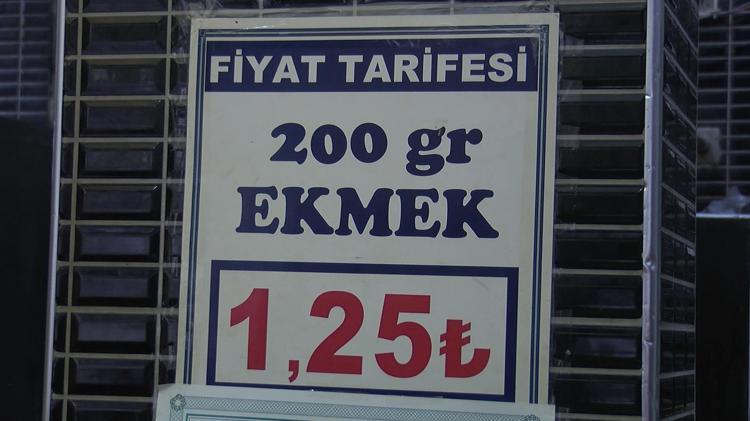 FİYAT TARİFESİ
200 gr
EKMEK
1,25₺